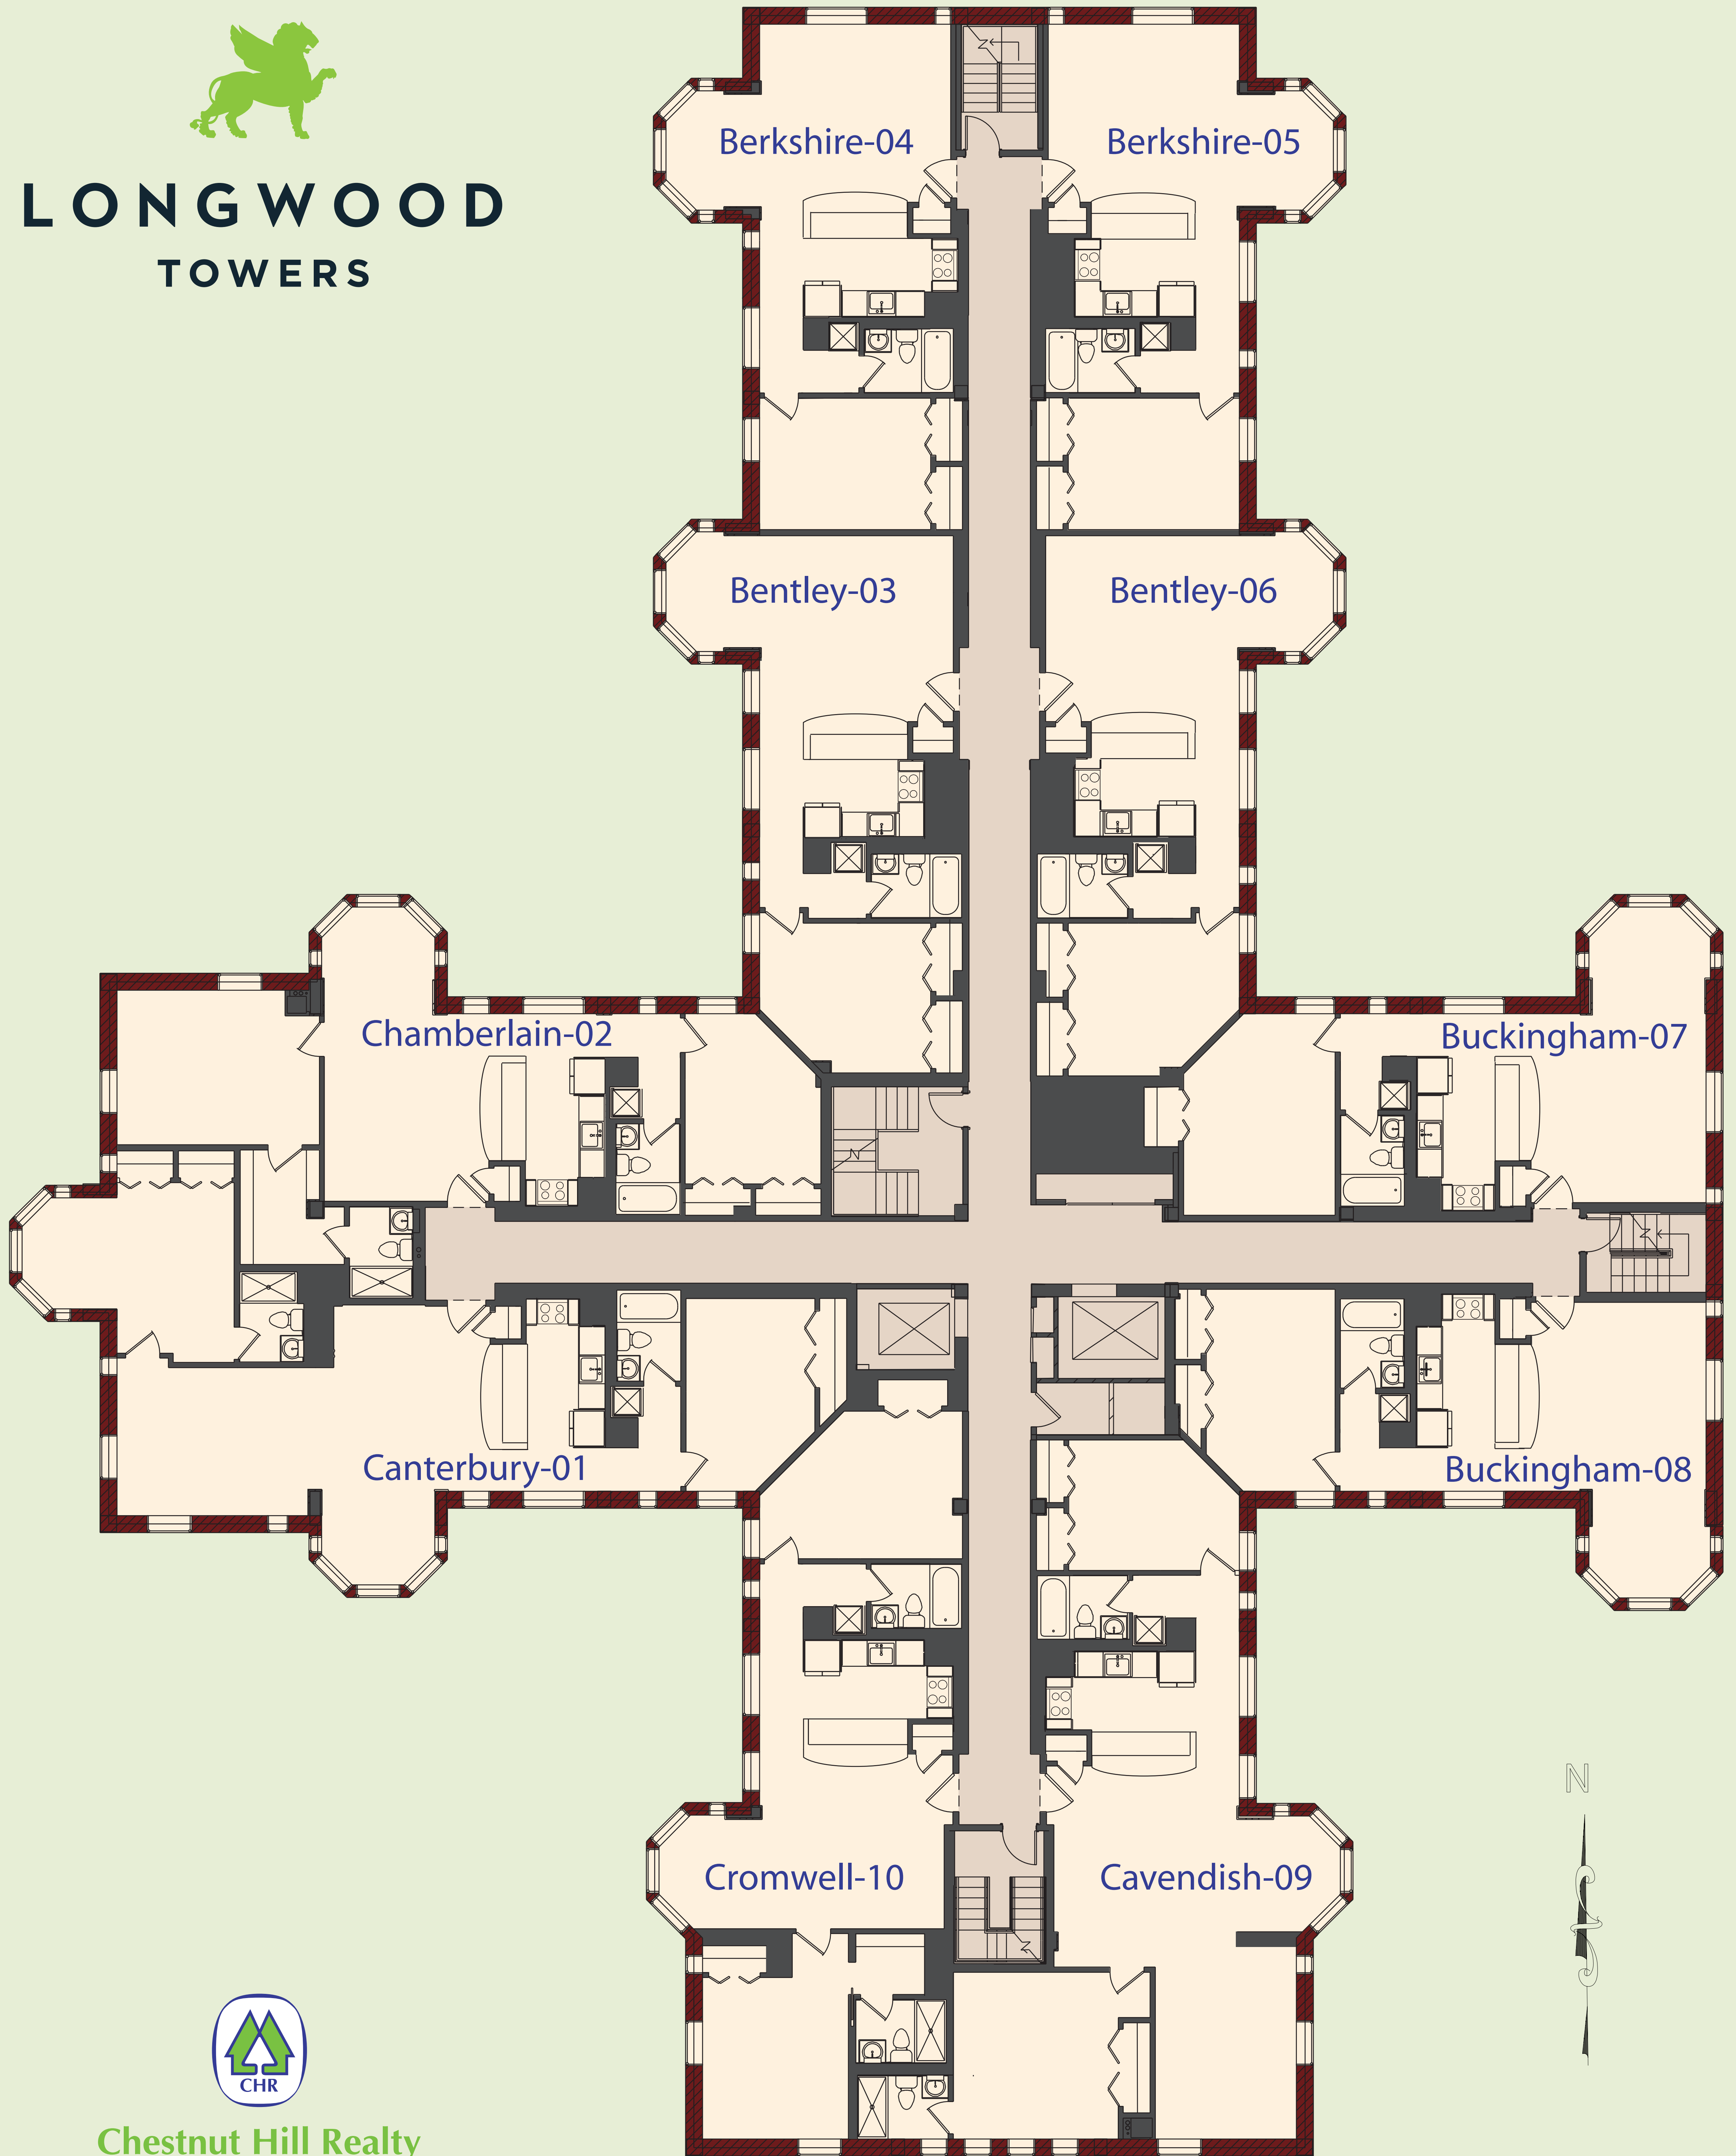 LONGWOOD
TOWERS
Berkshire-04
Berkshire-05
Bentley-03
Bentley-06
Chamberlain-02
Buckingham-07
Canterbury-01
Buckingham-08
N
Cromwell-10
Cavendish-09
CHR
Chestnut Hill Realty